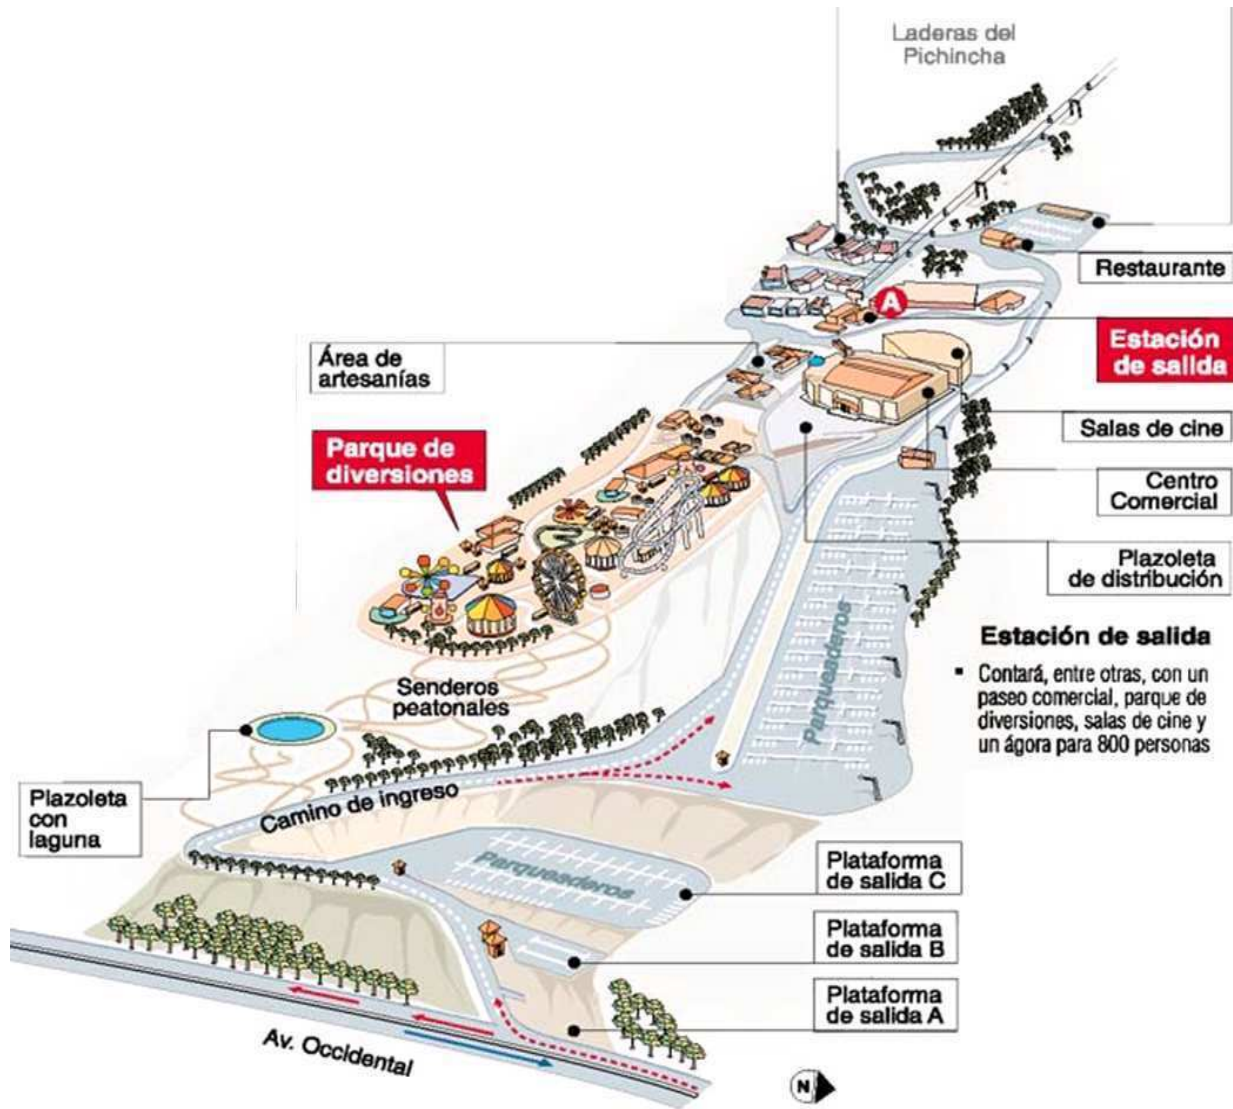 Laderas del
Pichincha
Restaurante
A
Estación
de salida
Área de
artesanías
Salas de cine
Parque de
diversiones
Centro
Comercial
Plazoleta
de distribución
Parqueaderos
Estación de salida
▪ Contará, entre otras, con un
paseo comercial, parque de
diversiones, salas de cine y
un ágora para 800 personas
Senderos
peatonales
Plazoleta
con
laguna
Camino de ingreso
Parqueaderos
Plataforma
de salida C
Plataforma
de salida B
Plataforma
de salida A
Av. Occidental
N